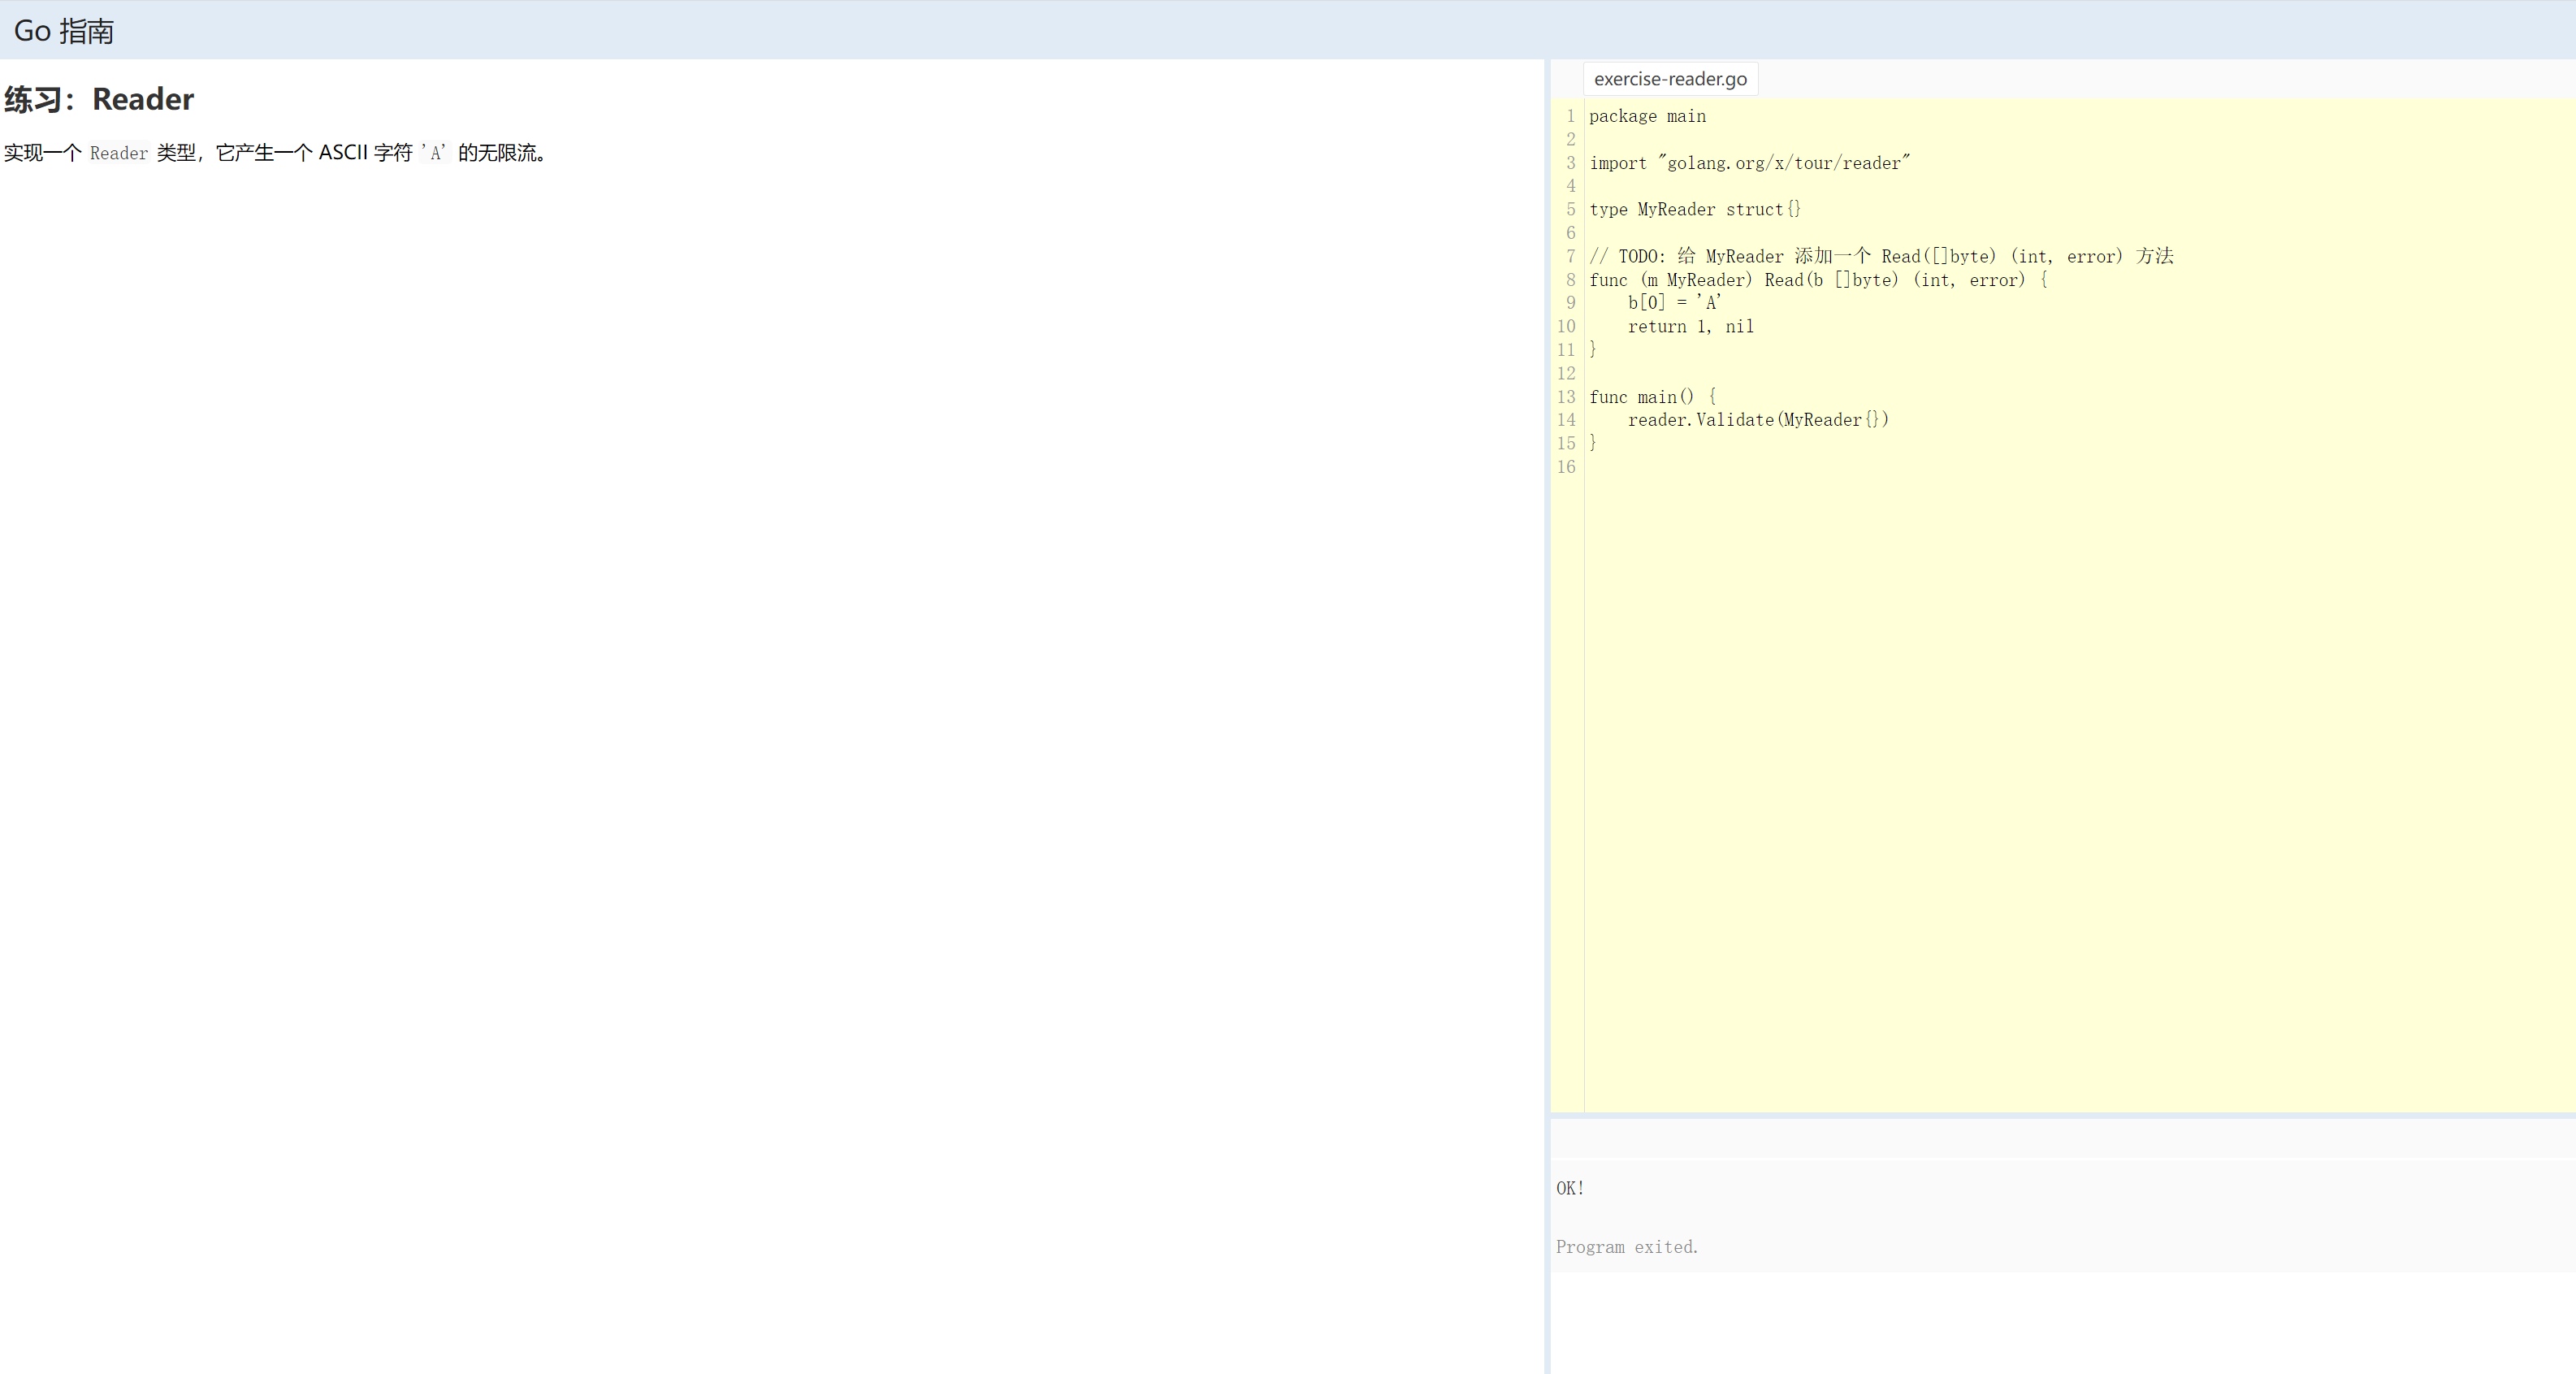 Go 指南
练习：Reader
实现一个 Reader 类型，它产生一个 ASCII 字符 'A' 的无限流。
exercise-reader.go
1 package main
2
3 import "golang.org/x/tour/reader"
4
5 type MyReader struct{}
6
7 // TODO: 给 MyReader 添加一个 Read([]byte) (int, error) 方法
8 func (m MyReader) Read(b []byte) (int, error) {
9     b[0] = 'A'
10     return 1, nil
11 }
12
13 func main() {
14     reader.Validate(MyReader{})
15 }
16
OK!
Program exited.